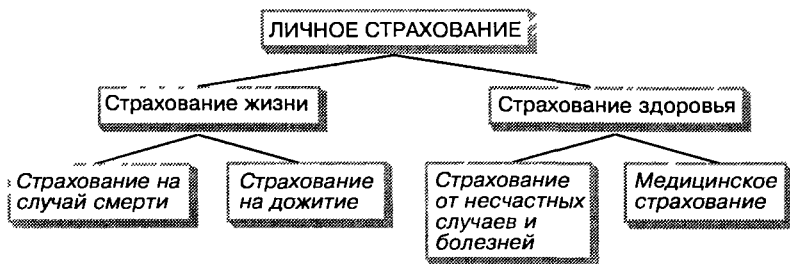 ЛИЧНОЕ СТРАХОВАНИЕ
Страхование жизни
Страхование здоровья
Страхование на
случай смерти
Страхование
на дожитие
Страхование
от несчастных
случаев и
болезней
Медицинское
страхование